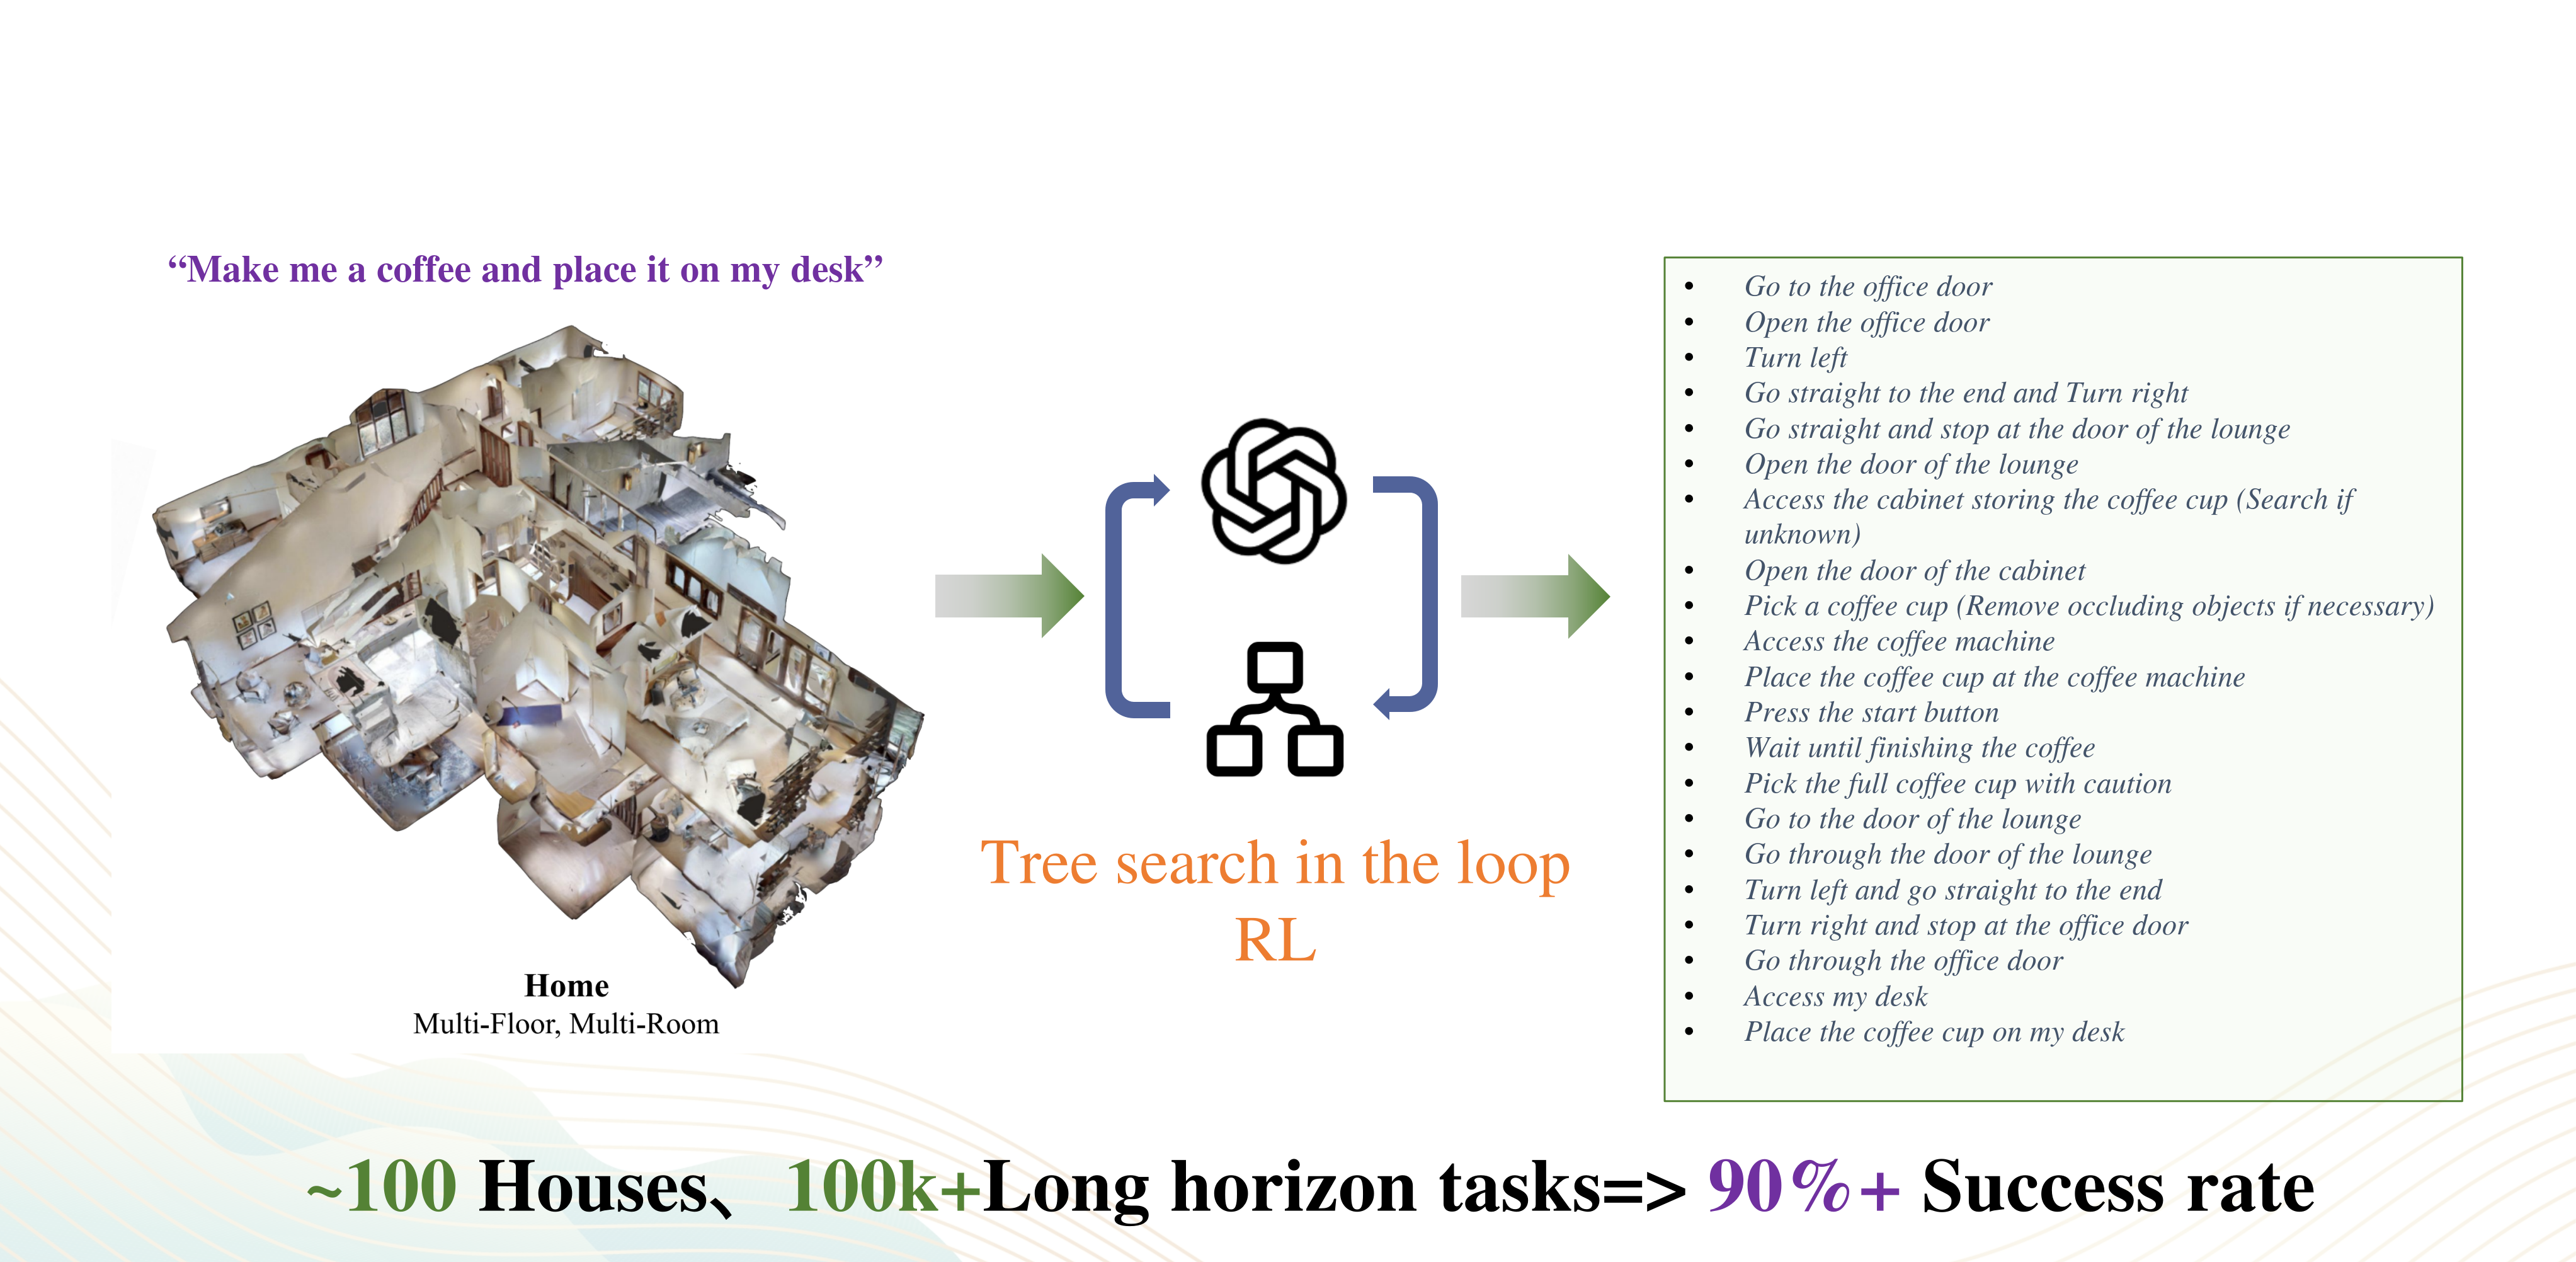 “Make me a coffee and place it on my desk”
Home
Multi-Floor, Multi-Room
Tree search in the loop
RL
• Go to the office door
• Open the office door
• Turn left
• Go straight to the end and Turn right
• Go straight and stop at the door of the lounge
• Open the door of the lounge
• Access the cabinet storing the coffee cup (Search if
unknown)
• Open the door of the cabinet
• Pick a coffee cup (Remove occluding objects if necessary)
• Access the coffee machine
• Place the coffee cup at the coffee machine
• Press the start button
• Wait until finishing the coffee
• Pick the full coffee cup with caution
• Go to the door of the lounge
• Go through the door of the lounge
• Turn left and go straight to the end
• Turn right and stop at the office door
• Go through the office door
• Access my desk
• Place the coffee cup on my desk
~100 Houses、100k+Long horizon tasks=> 90%+ Success rate